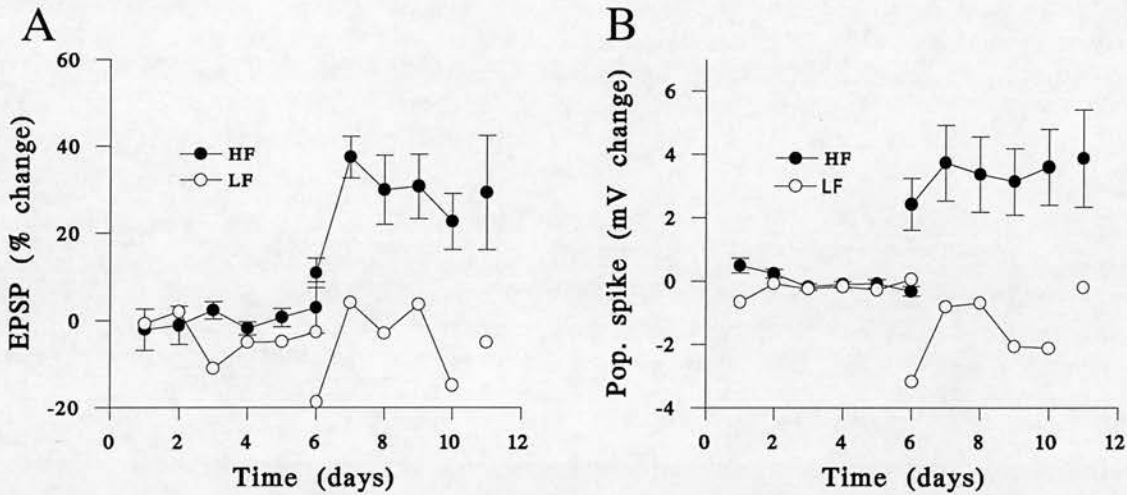 A
B
EPSP (% change)
60
40
20
0
-20
HF
LF
0 2 4 6 8 10 12
Time (days)
Pop. spike (mV change)
6
4
2
0
-2
-4
HF
LF
0 2 4 6 8 10 12
Time (days)